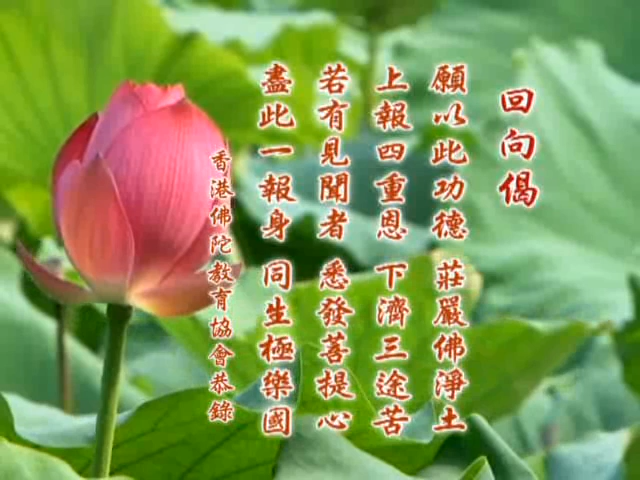 回向偈
願以此功德 莊嚴佛淨土
上報四重恩 下濟三途苦
若有見聞者 悉發菩提心
盡此一報身 同生極樂國
香港佛陀教育協會恭錄